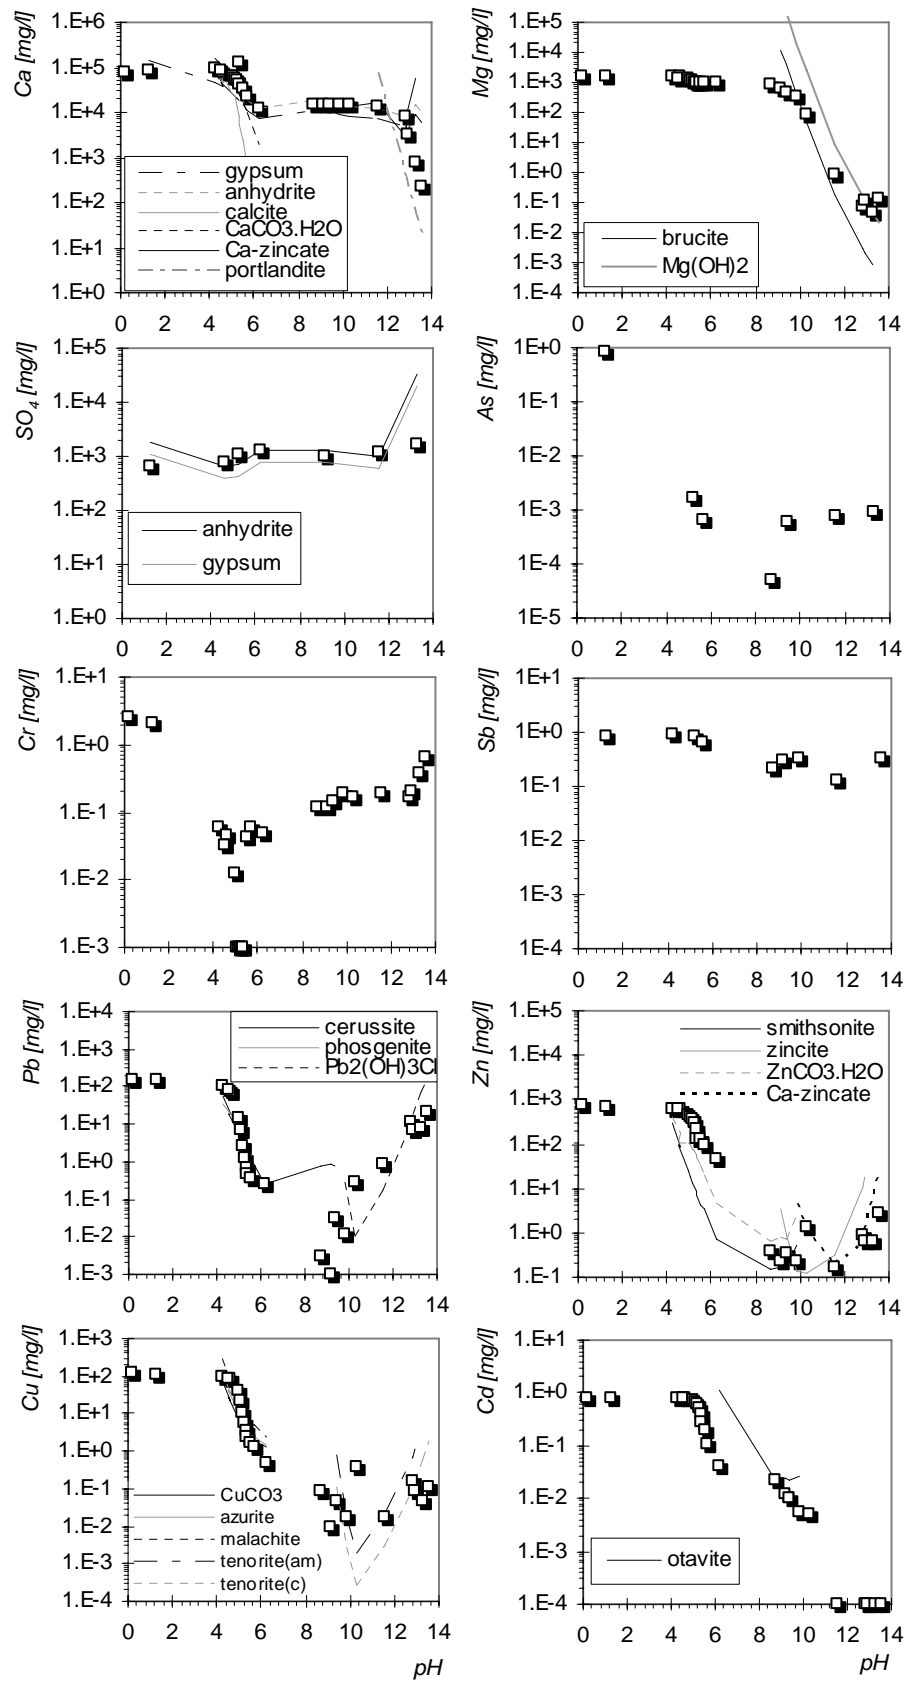 Ca [mg/l]
1.E+6
1.E+5
1.E+4
1.E+3
1.E+2
1.E+1
1.E+0
gypsum
anhydrite
calcite
CaCO3.H2O
Ca-zincate
portlandite
0 2 4 6 8 10 12 14
Mg [mg/l]
1.E+5
1.E+4
1.E+3
1.E+2
1.E+1
1.E+0
1.E-1
1.E-2
1.E-3
1.E-4
brucite
Mg(OH)2
0 2 4 6 8 10 12 14
SO4 [mg/l]
1.E+5
1.E+4
1.E+3
1.E+2
1.E+1
1.E+0
anhydrite
gypsum
0 2 4 6 8 10 12 14
As [mg/l]
1.E+0
1E-1
1.E-2
1.E-3
1.E-4
1E-5
0 2 4 6 8 10 12 14
Cr [mg/l]
1.E+1
1.E+0
1.E-1
1.E-2
1.E-3
0 2 4 6 8 10 12 14
Sb [mg/l]
1E+1
1.E+0
1.E-1
1.E-2
1.E-3
1.E-4
0 2 4 6 8 10 12 14
Pb [mg/l]
1.E+4
1.E+3
1.E+2
1.E+1
1.E+0
1.E-1
1.E-2
1.E-3
cerussite
phosgenite
Pb2(OH)3Cl
0 2 4 6 8 10 12 14
Zn [mg/l]
1.E+5
1.E+4
1.E+3
1.E+2
1.E+1
1.E+0
1.E-1
smithsonite
zincite
ZnCO3.H2O
Ca-zincate
0 2 4 6 8 10 12 14
Cu [mg/l]
1.E+3
1.E+2
1.E+1
1.E+0
1.E-1
1.E-2
1.E-3
1.E-4
CuCO3
azurite
malachite
tenorite(am)
tenorite(c)
0 2 4 6 8 10 12 14
pH
Cd [mg/l]
1.E+1
1.E+0
1.E-1
1.E-2
1.E-3
1.E-4
otavite
0 2 4 6 8 10 12 14
pH